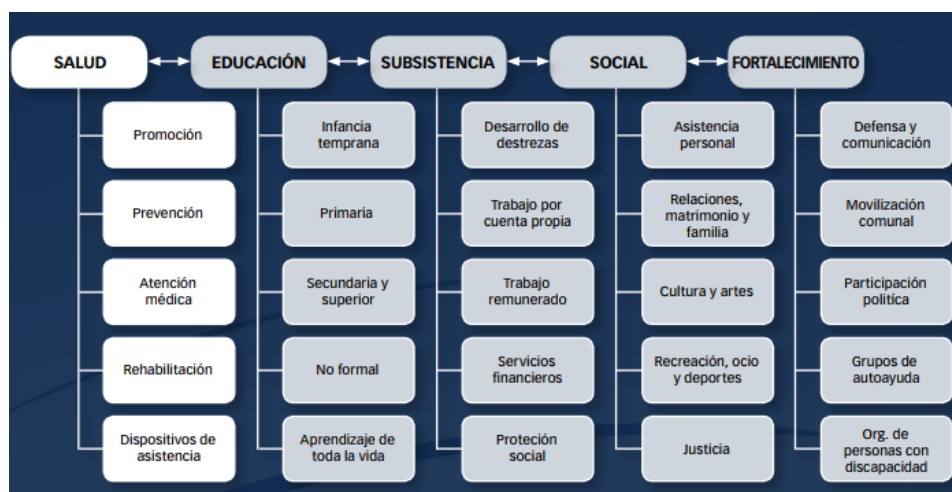 SALUD
EDUCACIÓN
SUBSISTENCIA
SOCIAL
FORTALECIMIENTO
Promoción
Prevención
Atención
médica
Rehabilitación
Dispositivos de
asistencia
Infancia
temprana
Primaria
Secundaria y
superior
No formal
Aprendizaje de
toda la vida
Desarrollo de
destrezas
Trabajo por
cuenta propia
Trabajo
remunerado
Servicios
financieros
Proteción
social
Asistencia
personal
Relaciones,
matrimonio y
familia
Cultura y artes
Recreación, ocio
y deportes
Justicia
Defensa y
comunicación
Movilización
comunal
Participación
política
Grupos de
autoayuda
Org. de
personas con
discapacidad